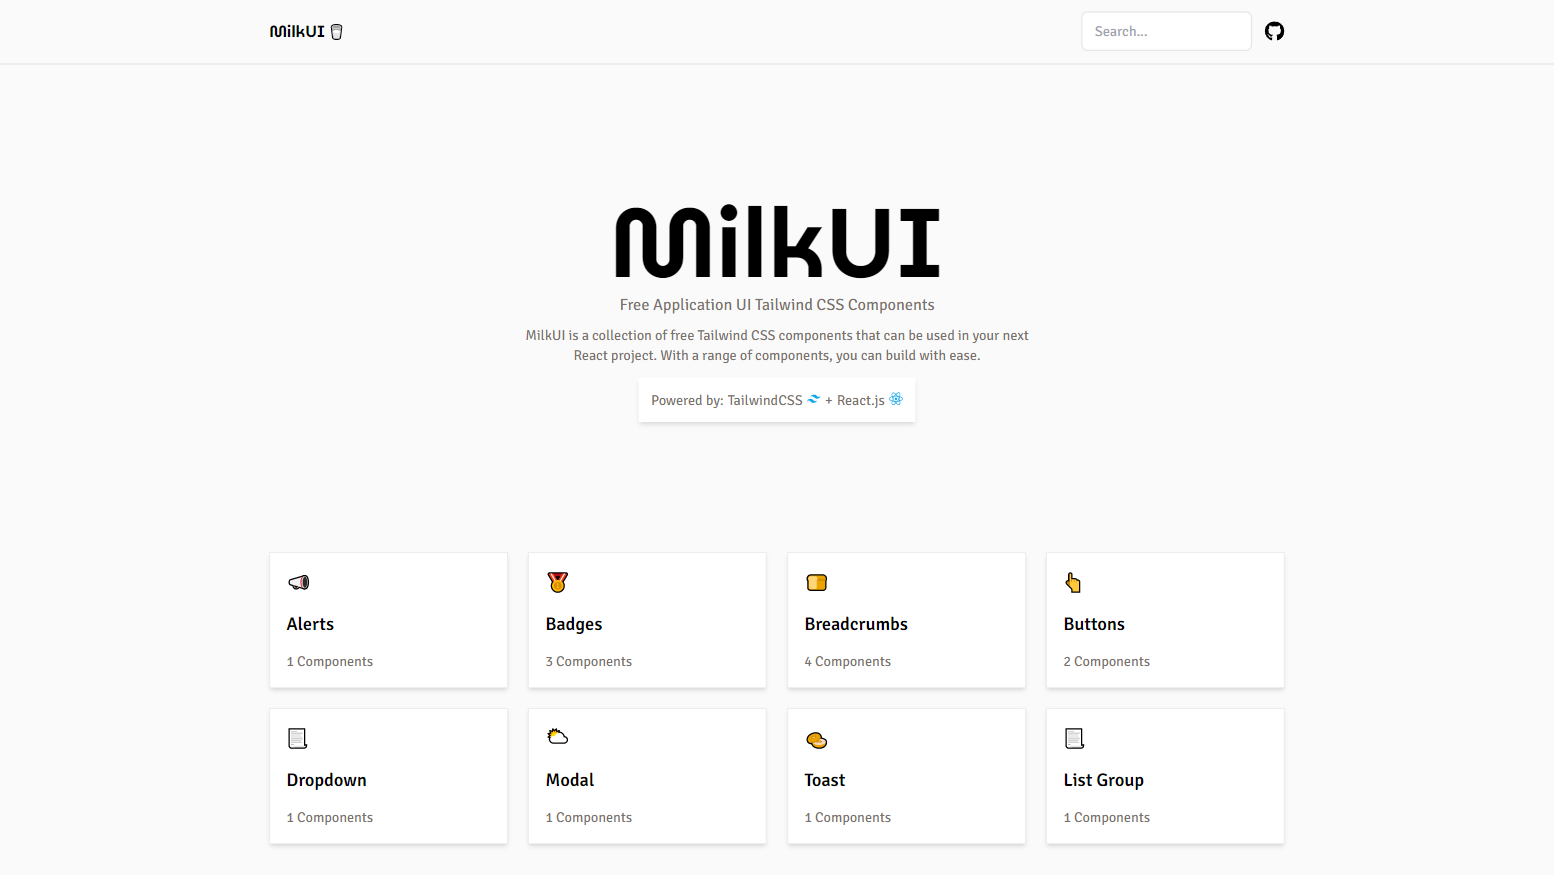 MilkUI
Search...
MilkUI
Free Application UI Tailwind CSS Components
MilkUI is a collection of free Tailwind CSS components that can be used in your next
React project. With a range of components, you can build with ease.
Powered by: TailwindCSS + React.js
Alerts
1 Components
Badges
3 Components
Breadcrumbs
4 Components
Buttons
2 Components
Dropdown
1 Components
Modal
1 Components
Toast
1 Components
List Group
1 Components